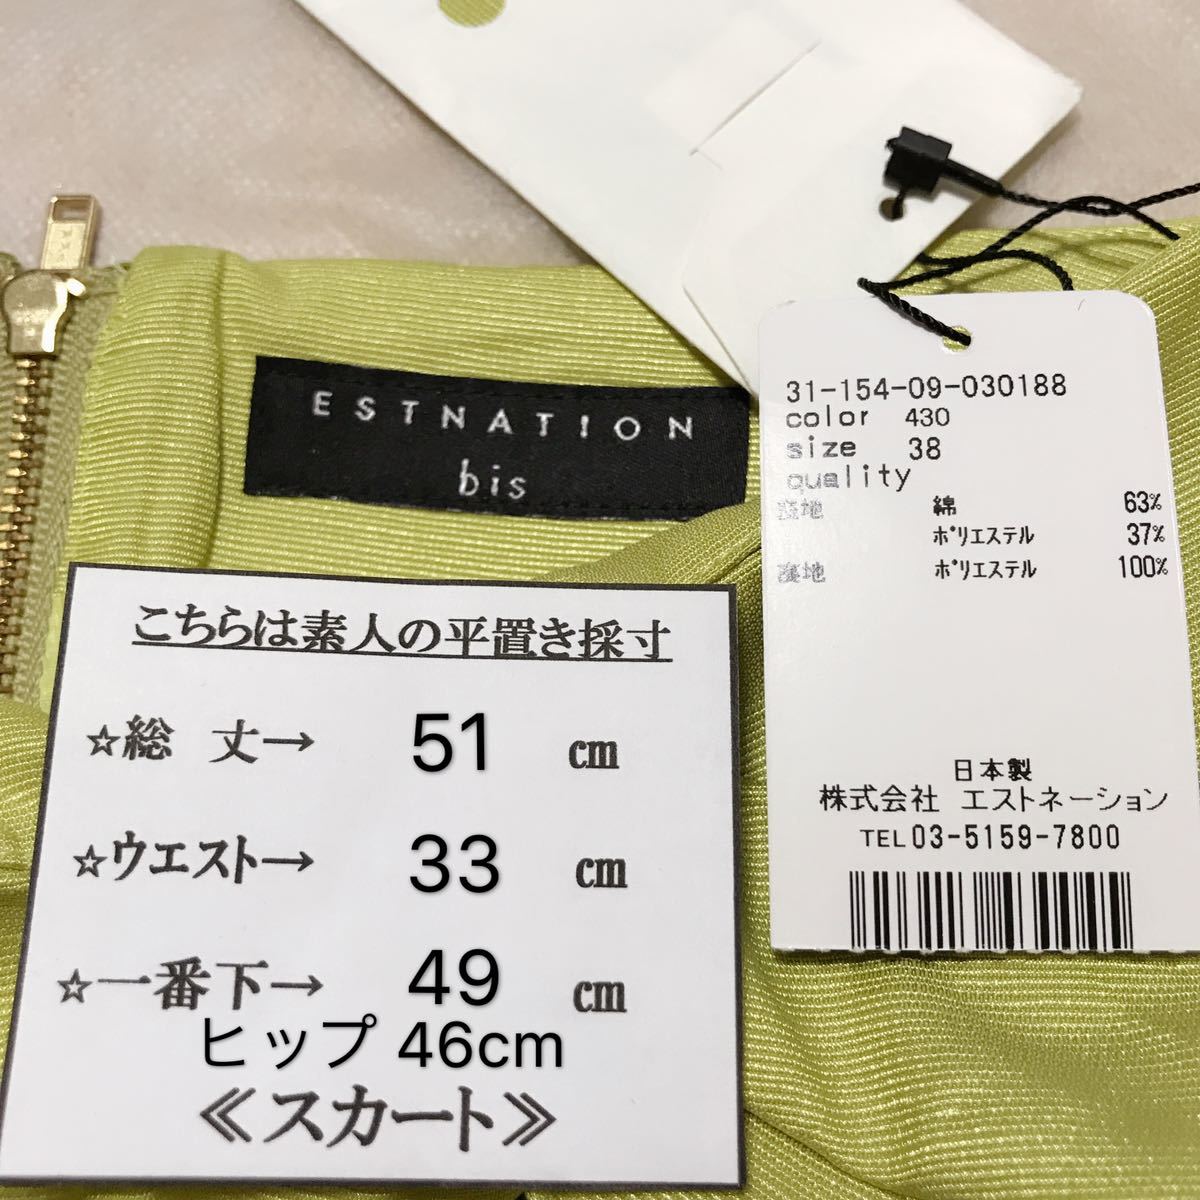 ESTNATION
bis
31-154-09-030188
color 430
size 38
quality
表地 綿 63%
ポリエステル 37%
裏地 ポリエステル 100%
日本製
株式会社 エストネーション
TEL03-5159-7800
こちらは素人の平置き採寸
☆総 丈→ 51 cm
☆ウエスト→ 33 cm
☆一番下→ 49 cm
ヒップ 46cm
≪スカート≫